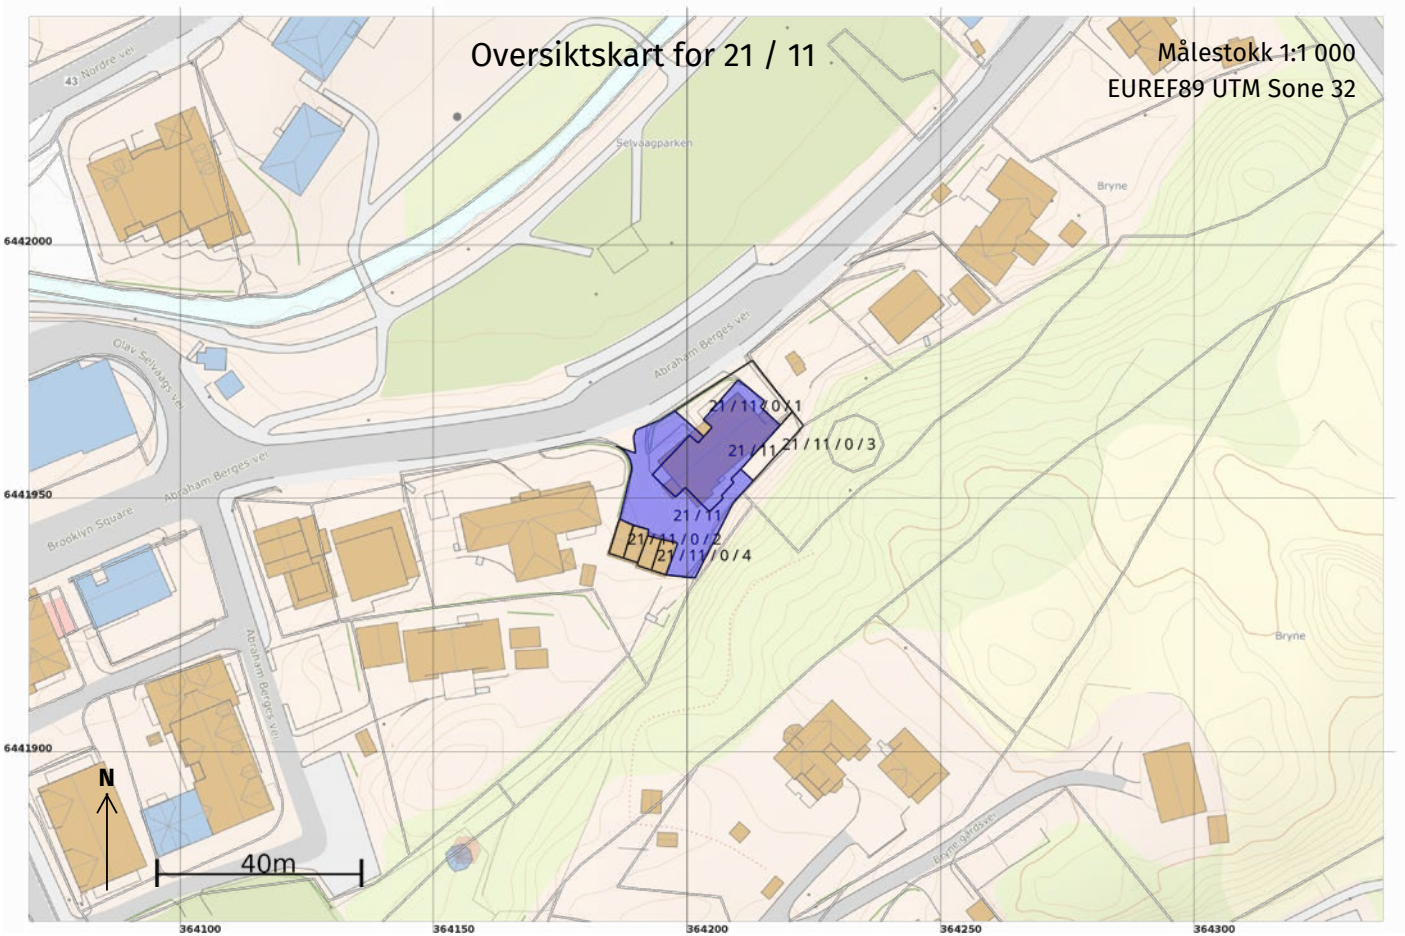 Oversiktskart for 21 / 11
Målestokk 1:1 000
EUREF89 UTM Sone 32
43 Nordre vei
Selvaagparken
Bryne
6442000
Olav Selvaags vei
Abraham Berges vei
21 / 11 / 0 / 1
21 / 11 / 0 / 3
21 / 11
Abraham Berges vei
6441950
Brooklyn Square
21 / 11
21 / 11 / 0 / 2
21 / 11 / 0 / 4
Abraham Berges vei
Bryne
6441900
N
40m
Bryne gårdsvei
364100
364150
364200
364250
364300